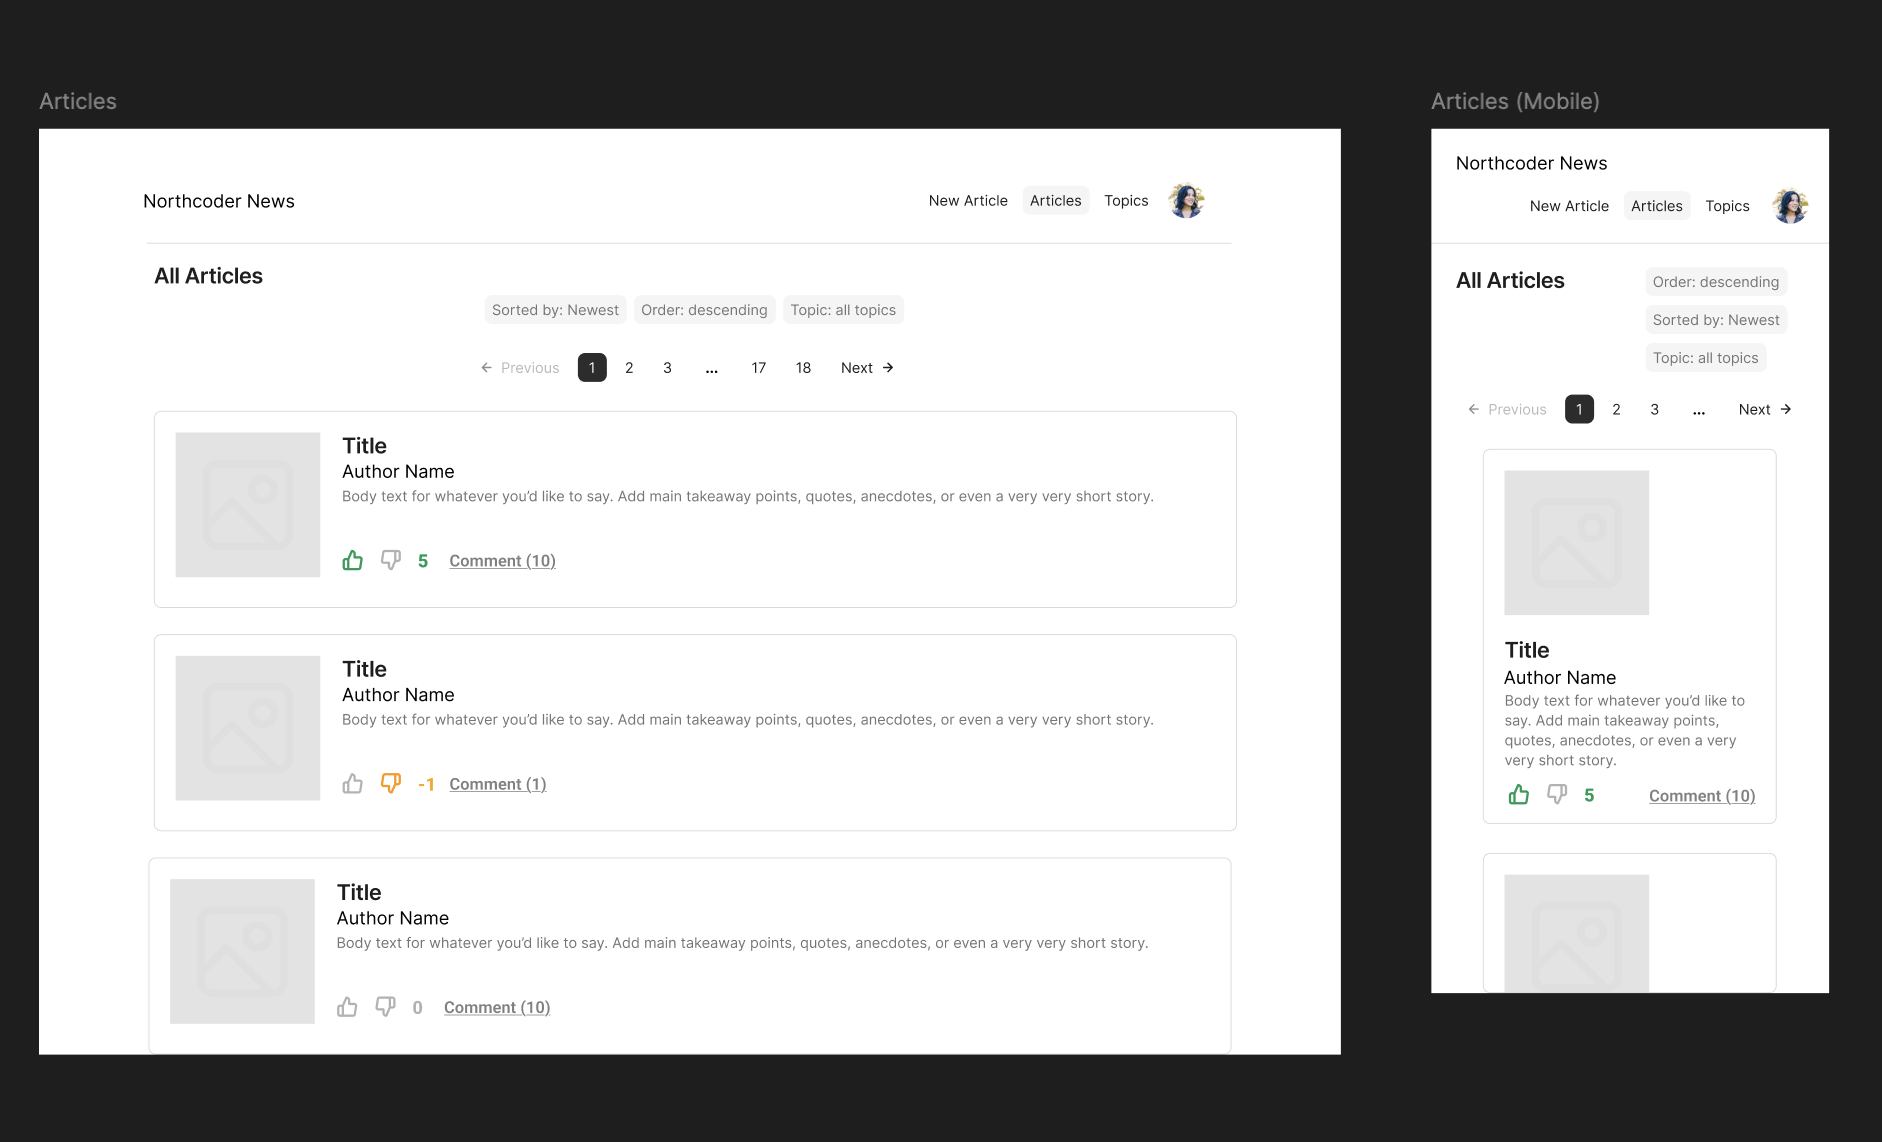 Articles
Northcoder News
New Article Articles Topics
All Articles
Sorted by: Newest Order: descending Topic: all topics
← Previous 1 2 3 ... 17 18 Next →
Title
Author Name
Body text for whatever you’d like to say. Add main takeaway points, quotes, anecdotes, or even a very very short story.
5 Comment (10)
Title
Author Name
Body text for whatever you’d like to say. Add main takeaway points, quotes, anecdotes, or even a very very short story.
-1 Comment (1)
Title
Author Name
Body text for whatever you’d like to say. Add main takeaway points, quotes, anecdotes, or even a very very short story.
0 Comment (10)
Articles (Mobile)
Northcoder News
New Article Articles Topics
All Articles
Order: descending
Sorted by: Newest
Topic: all topics
← Previous 1 2 3 ... Next →
Title
Author Name
Body text for whatever you’d like to
say. Add main takeaway points,
quotes, anecdotes, or even a very
very short story.
5 Comment (10)